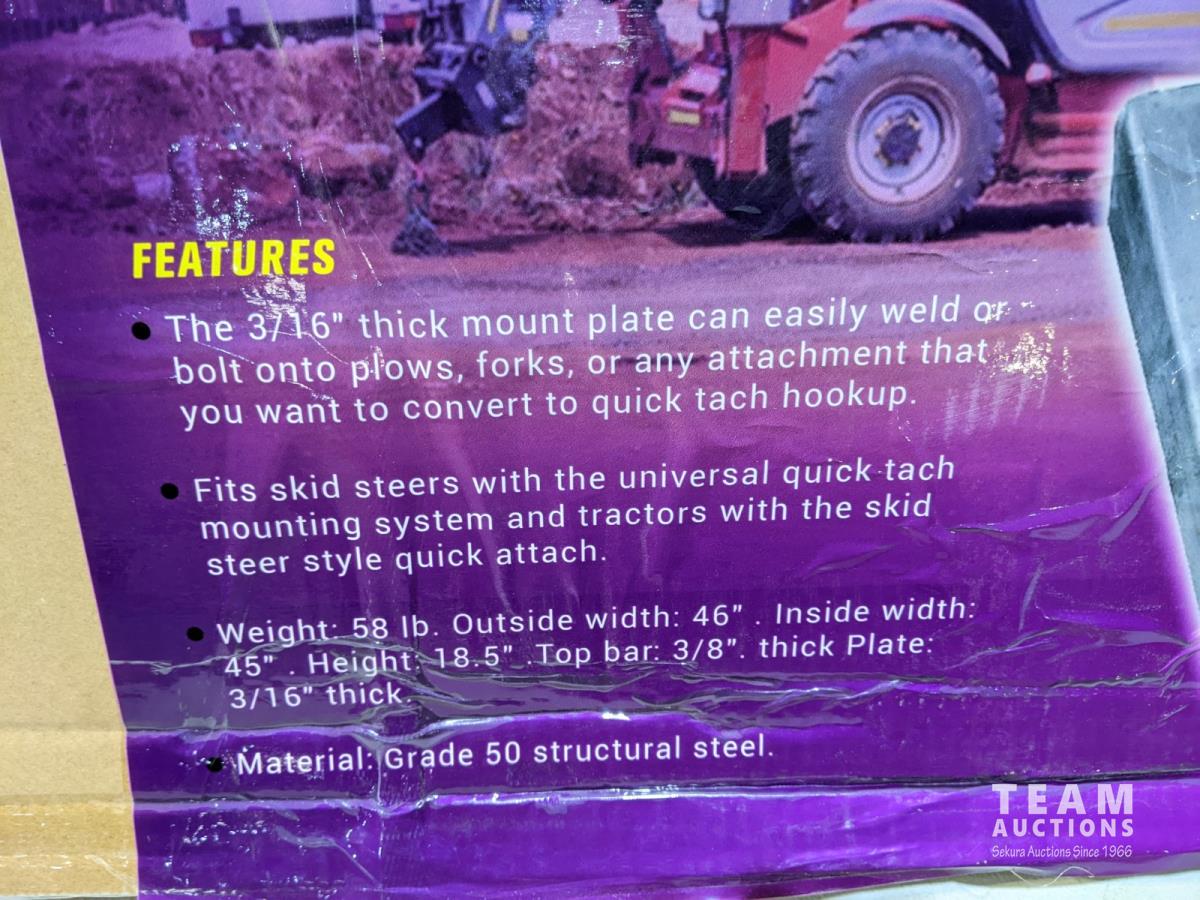 FEATURES
• The 3/16" thick mount plate can easily weld or
bolt onto plows, forks, or any attachment that
you want to convert to quick tach hookup.
• Fits skid steers with the universal quick tach
mounting system and tractors with the skid
steer style quick attach.
• Weight: 58 lb. Outside width: 46" . Inside width:
45" . Height: 18.5" .Top bar: 3/8". thick Plate:
3/16" thick.
• Material: Grade 50 structural steel.
TEAM
AUCTIONS
Sekura Auctions Since 1966